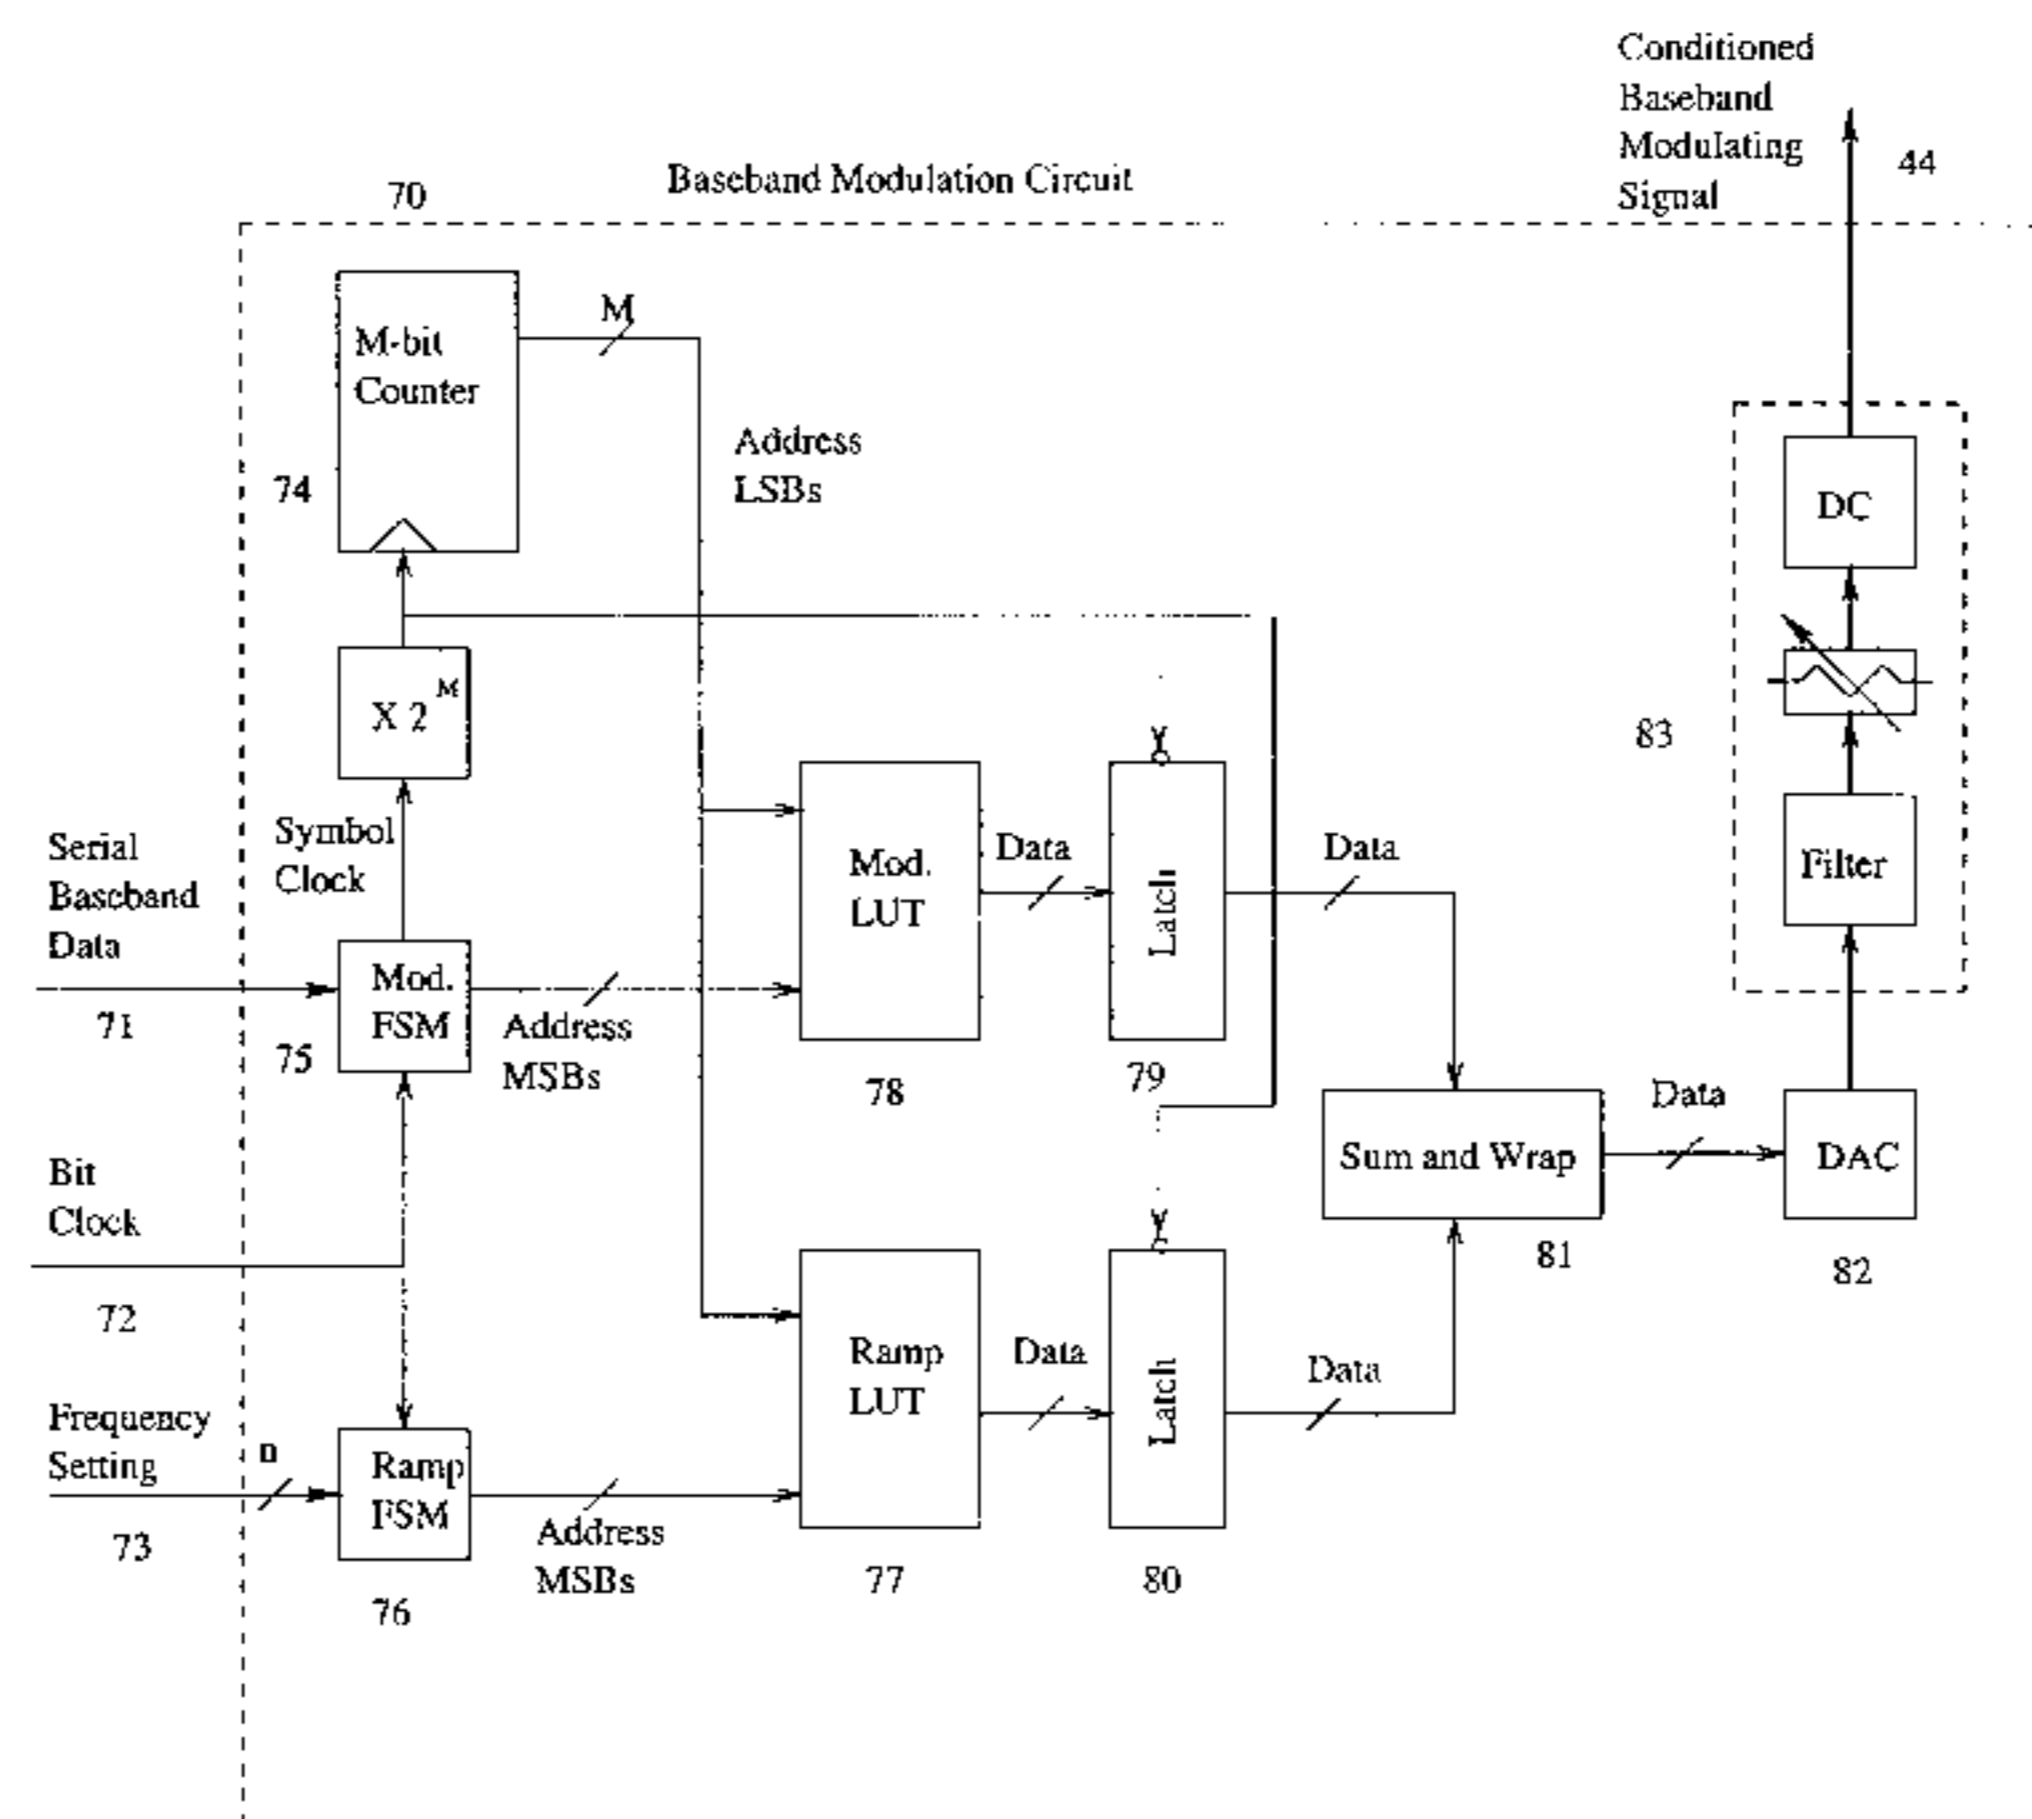 Conditioned
Baseband
Modulating
Signal
44
Baseband Modulation Circuit
70
M-bit
Counter
M
74
Address
LSBs
X 2 M
Symbol
Clock
Serial
Baseband
Data
71
Mod.
FSM
75
Address
MSBs
Mod.
LUT
78
Data
Latch
79
Data
DC
83
Filter
Bit
Clock
72
Sum and Wrap
81
Data
DAC
82
Frequency
Setting
n
73
Ramp
FSM
76
Address
MSBs
Ramp
LUT
77
Data
Latch
80
Data